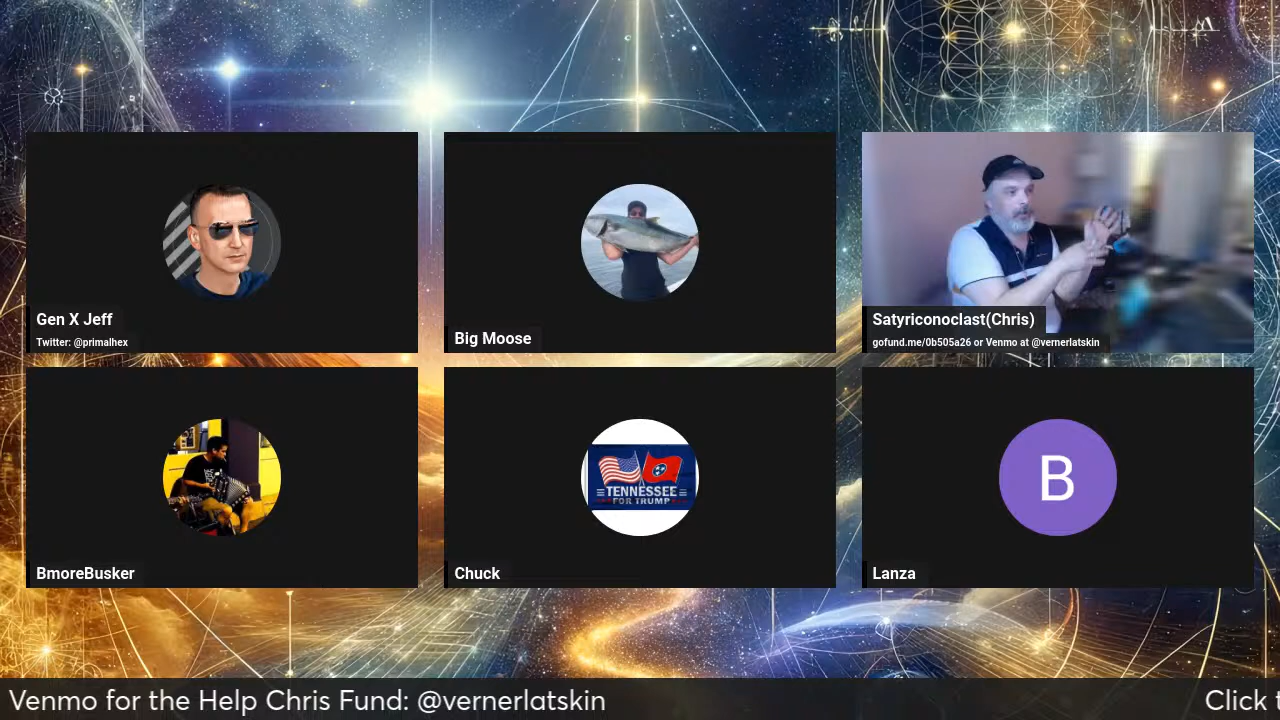 Gen X Jeff
Twitter: @primalhex
Big Moose
Satyriconoclast(Chris)
gofund.me/0b505a26 or Venmo at @vernerlatskin
TENNESSEE
FOR TRUMP
B
BmoreBusker
Chuck
Lanza
Venmo for the Help Chris Fund: @vernerlatskin
Click